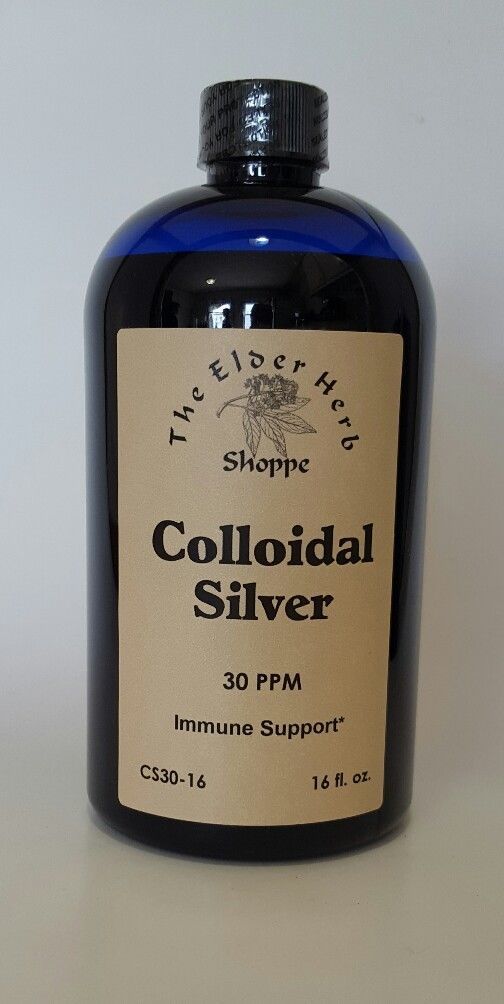 The Elder Herb
Shoppe
Colloidal
Silver
30 PPM
Immune Support*
CS30-16
16 fl. oz.